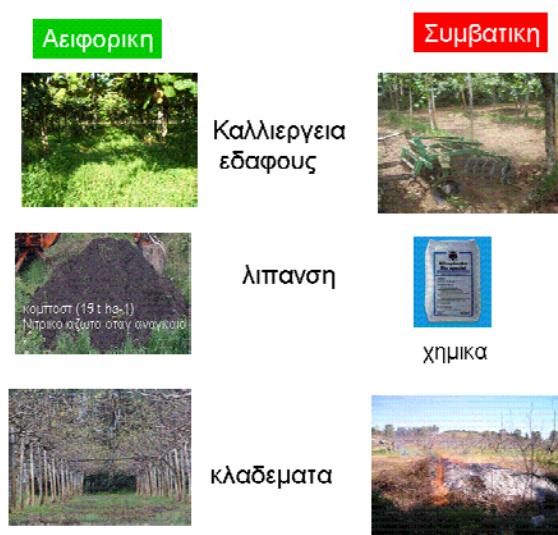 Αειφορικη
Συμβατικη
Καλλιεργεια
εδαφους
λιπανση
κομποστ (15 t ha-1)
Νιτρικο αζωτο οταν αναγκαιο
χημικα
κλαδεματα